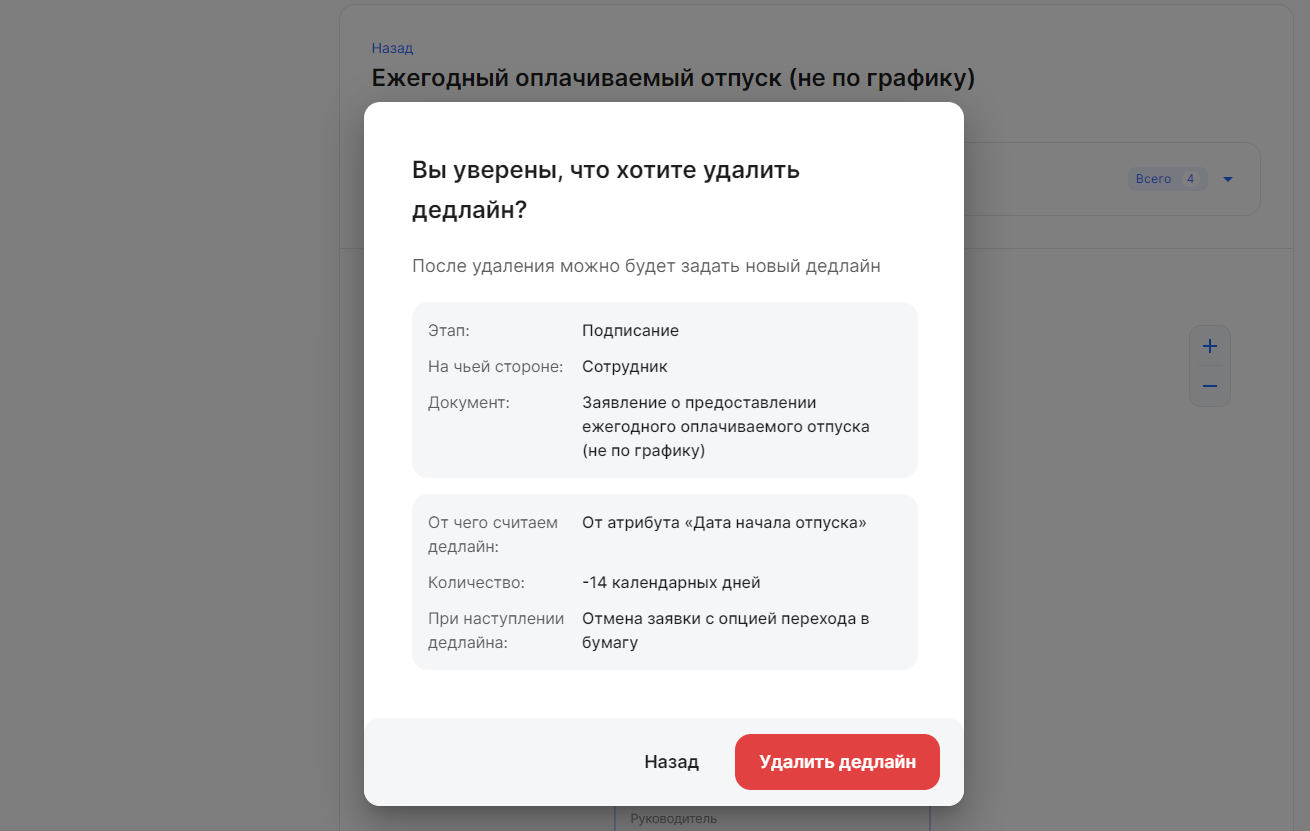 Назад
Ежегодный оплачиваемый отпуск (не по графику)
Всего 4
Вы уверены, что хотите удалить
дедлайн?
После удаления можно будет задать новый дедлайн
Этап: Подписание
На чьей стороне: Сотрудник
Документ: Заявление о предоставлении
ежегодного оплачиваемого отпуска
(не по графику)
От чего считаем От атрибута «Дата начала отпуска»
дедлайн:
Количество: -14 календарных дней
При наступлении Отмена заявки с опцией перехода в
дедлайна: бумагу
Назад Удалить дедлайн
Руководитель